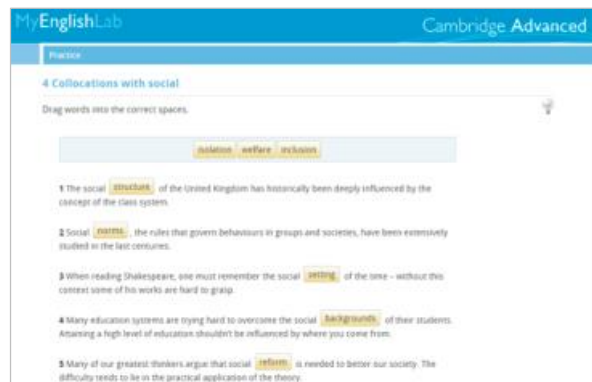 MyEnglishLab
Cambridge Advanced
Practice
4 Collocations with social
Drag words into the correct spaces.
isolation welfare inclusion
1 The social structure of the United Kingdom has historically been deeply influenced by the
concept of the class system.
2 Social norms, the rules that govern behaviours in groups and societies, have been extensively
studied in the last centuries.
3 When reading Shakespeare, one must remember the social setting of the time – without this
context some of his works are hard to grasp.
4 Many education systems are trying hard to overcome the social backgrounds of their students.
Attaining a high level of education shouldn't be influenced by where you come from.
5 Many of our greatest thinkers argue that social reform is needed to better our society. The
difficulty tends to lie in the practical application of the theory.